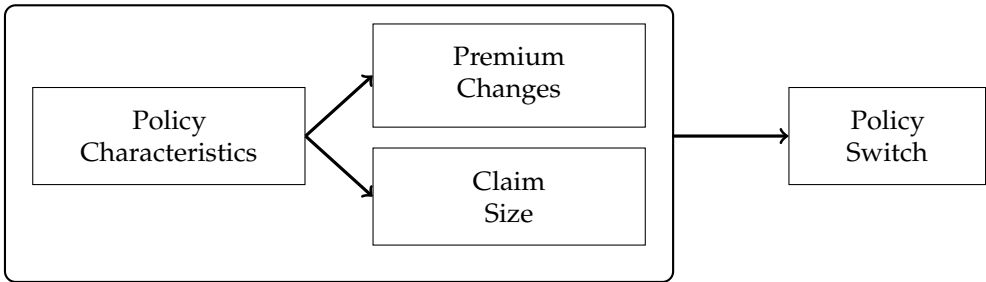 Policy
Characteristics
Premium
Changes
Claim
Size
Policy
Switch